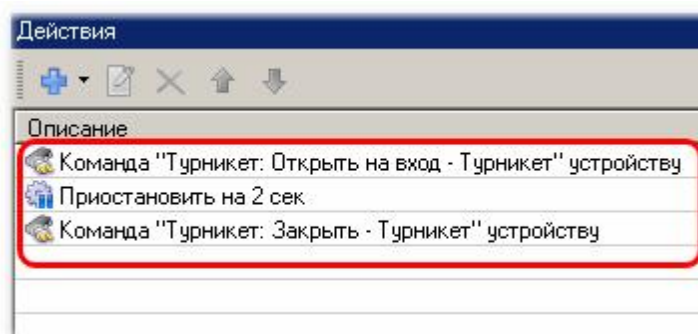 Действия
Описание
Команда "Турникет: Открыть на вход - Турникет" устройству
Приостановить на 2 сек
Команда "Турникет: Закрыть - Турникет" устройству